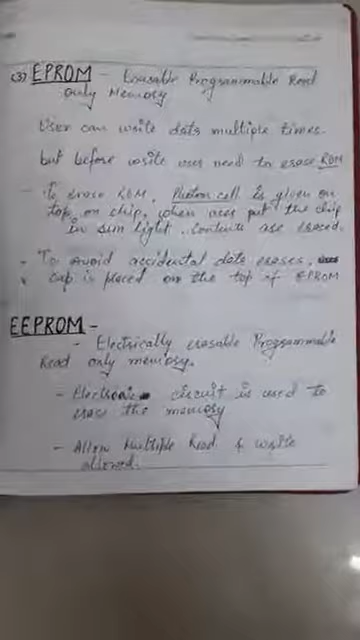 (3) EPROM - Erasable Programmable Read
only Memory
User can write data multiple times.
but before write user need to erase ROM
- To erase ROM, Photon cell is given on
top on chip, when user put the chip
in sun light, contents are erased.
- To avoid accidental data erases,
cap is placed on the top of EPROM
EEPROM -
- Electrically erasable Programmable
Read only memory.
- Electronic circuit is used to
erase the memory
- Allow Multiple Read & write
allowed.